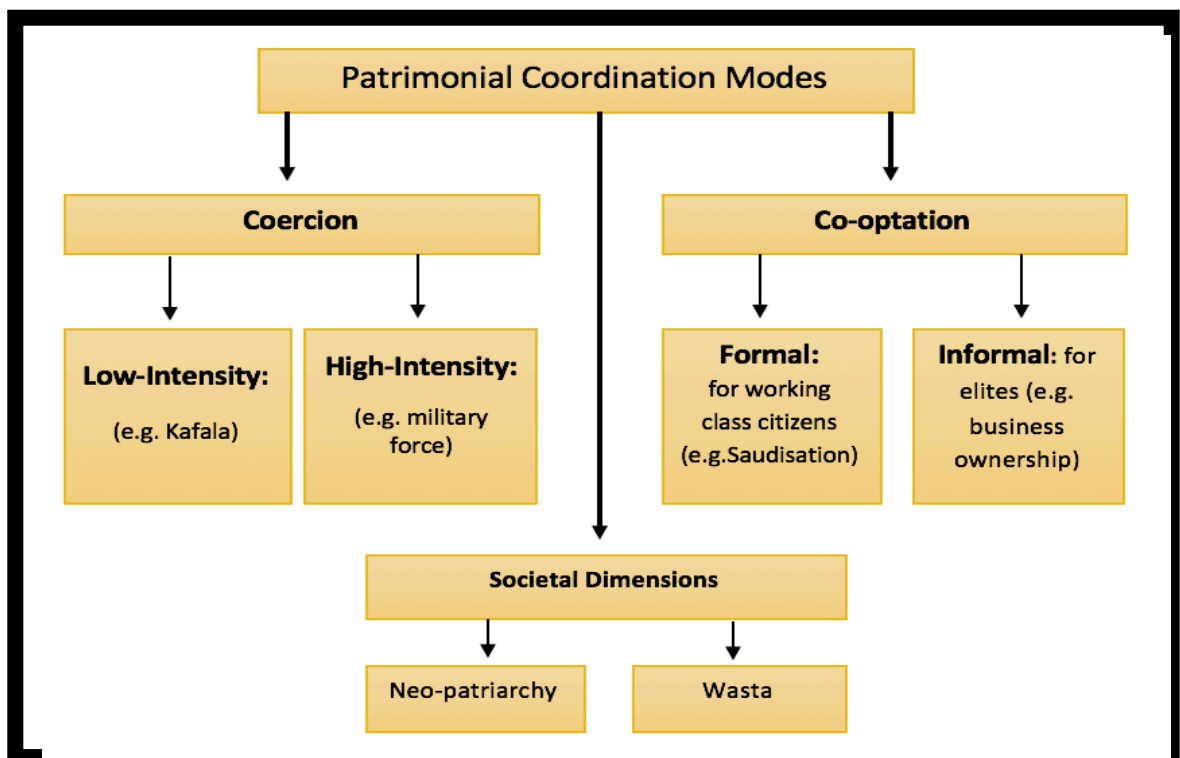 Patrimonial Coordination Modes
Coercion
Co-optation
Low-Intensity:
(e.g. Kafala)
High-Intensity:
(e.g. military
force)
Formal:
for working
class citizens
(e.g.Saudisation)
Informal: for
elites (e.g.
business
ownership)
Societal Dimensions
Neo-patriarchy
Wasta